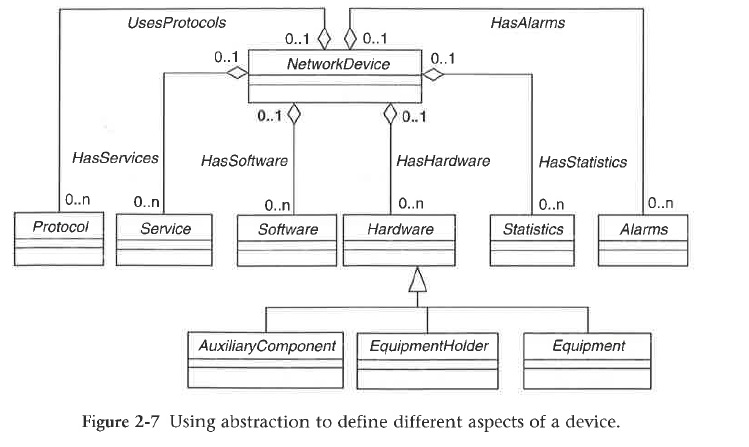 UsesProtocols
HasAlarms
0..1
0..1
0..1
NetworkDevice
0..1
0..1
0..1
HasServices
HasSoftware
HasHardware
HasStatistics
0..n
0..n
0..n
0..n
0..n
0..n
Protocol
Service
Software
Hardware
Statistics
Alarms
AuxiliaryComponent
EquipmentHolder
Equipment
Figure 2-7 Using abstraction to define different aspects of a device.